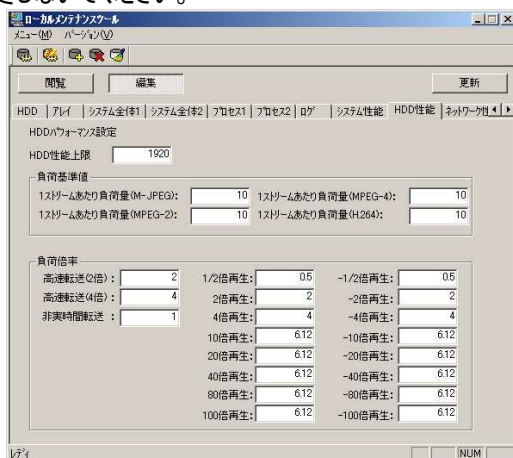 しないでください。
ローカルメンテナンスツール
メニュー(M) バージョン(V)
閲覧 編集 更新
HDD アレイ システム全体1 システム全体2 プロセス1 プロセス2 ログ システム性能 HDD性能 ネットワーク性
HDDパフォーマンス設定
HDD性能上限 1920
負荷基準値
1ストリームあたり負荷量(M-JPEG): 10 1ストリームあたり負荷量(MPEG-4): 10
1ストリームあたり負荷量(MPEG-2): 10 1ストリームあたり負荷量(H.264): 10
負荷倍率
高速転送(2倍): 2 1/2倍再生: 0.5 -1/2倍再生: 0.5
高速転送(4倍): 4 2倍再生: 2 -2倍再生: 2
非実時間転送 : 1 4倍再生: 4 -4倍再生: 4
10倍再生: 6.12 -10倍再生: 6.12
20倍再生: 6.12 -20倍再生: 6.12
40倍再生: 6.12 -40倍再生: 6.12
80倍再生: 6.12 -80倍再生: 6.12
100倍再生: 6.12 -100倍再生: 6.12
レディ NUM